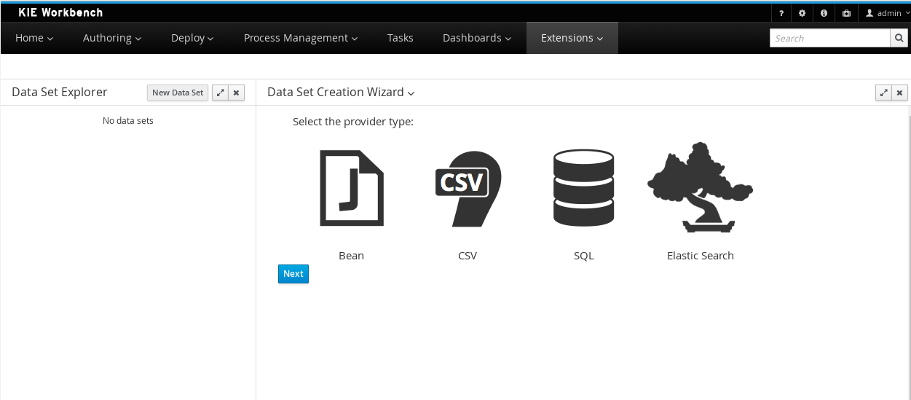 KIE Workbench
? admin
Home Authoring Deploy Process Management Tasks Dashboards Extensions Search
Data Set Explorer New Data Set Data Set Creation Wizard
No data sets
Select the provider type:
J CSV
Bean CSV SQL Elastic Search
Next